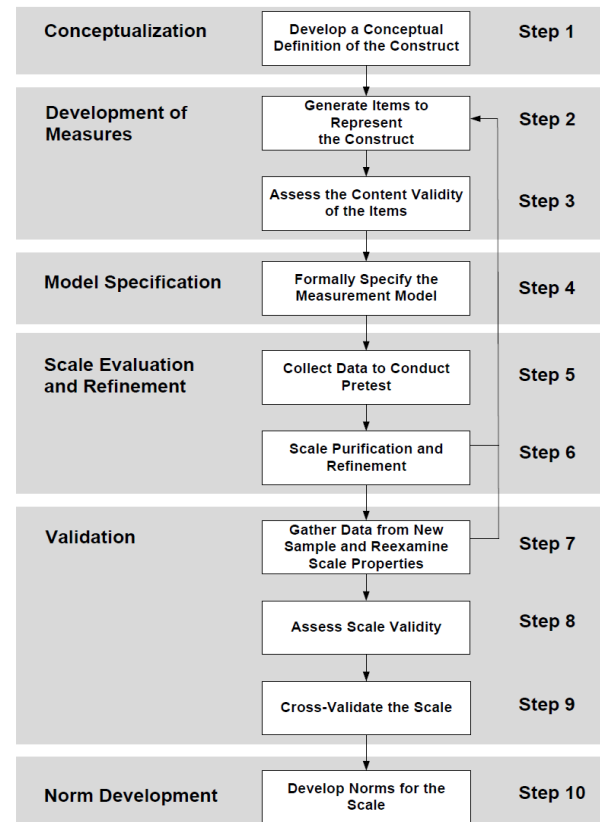 Conceptualization
Develop a Conceptual
Definition of the Construct
Step 1
Development of
Measures
Generate Items to
Represent
the Construct
Step 2
Assess the Content Validity
of the Items
Step 3
Model Specification
Formally Specify the
Measurement Model
Step 4
Scale Evaluation
and Refinement
Collect Data to Conduct
Pretest
Step 5
Scale Purification and
Refinement
Step 6
Validation
Gather Data from New
Sample and Reexamine
Scale Properties
Step 7
Assess Scale Validity
Step 8
Cross-Validate the Scale
Step 9
Norm Development
Develop Norms for the
Scale
Step 10